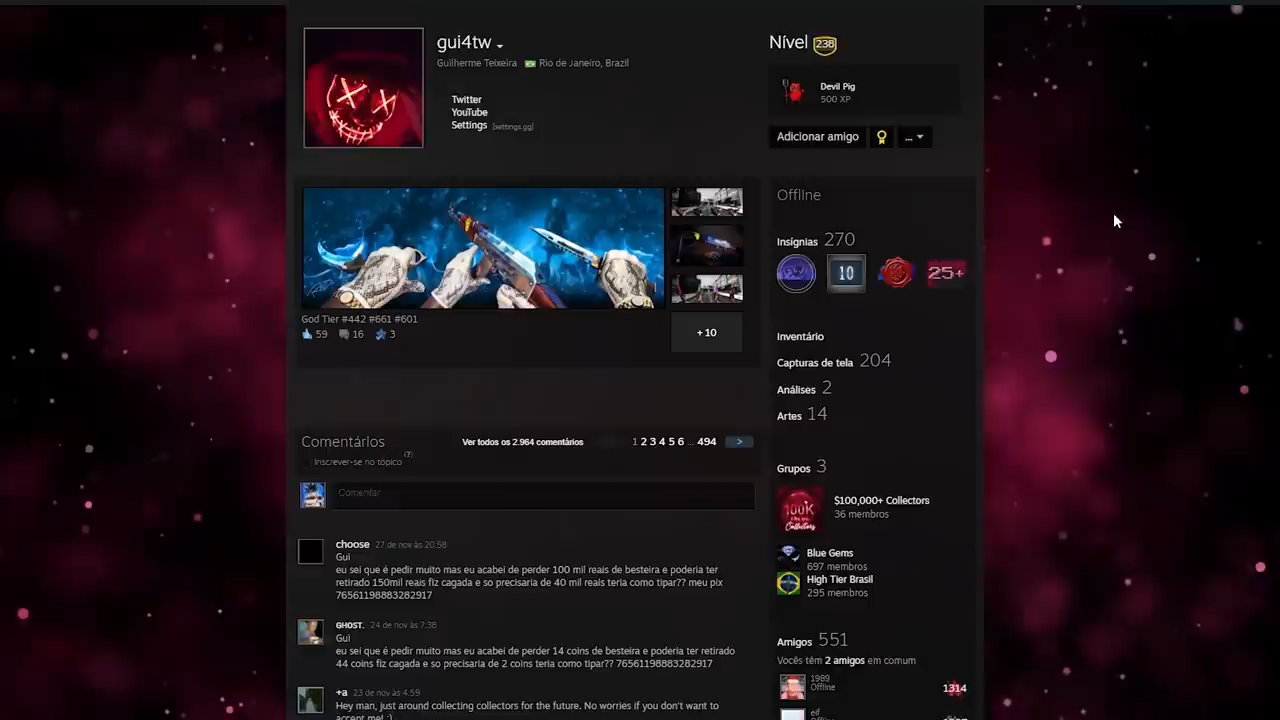 gui4tw
Guilherme Teixeira Rio de Janeiro, Brazil
Twitter
YouTube
Settings [settings.gg]
Nível 238
Devil Pig
500 XP
Adicionar amigo ...
God Tier #442 #661 #601
59 16 3
+10
Comentários
Ver todos os 2.964 comentários
1 2 3 4 5 6 ... 494 >
Inscrever-se no tópico (?)
Comentar
choose 27 de nov às 20:58
Gui
eu sei que é pedir muito mas eu acabei de perder 100 mil reais de besteira e poderia ter
retirado 150mil reais fiz cagada e so precisaria de 40 mil reais teria como tipar?? meu pix
76561198883282917
GHOST. 24 de nov às 7:38
Gui
eu sei que é pedir muito mas eu acabei de perder 14 coins de besteira e poderia ter retirado
44 coins fiz cagada e so precisaria de 2 coins teria como tipar?? 76561198883282917
+a 23 de nov às 4:59
Hey man, just around collecting collectors for the future. No worries if you don't want to
accept me! :)
Offline
Insígnias 270
10
25+
Inventário
Capturas de tela 204
Análises 2
Artes 14
Grupos 3
100K
Collectors
$100,000+ Collectors
36 membros
Blue Gems
697 membros
High Tier Brasil
295 membros
Amigos 551
Vocês têm 2 amigos em comum
1989
Offline
1314
elf